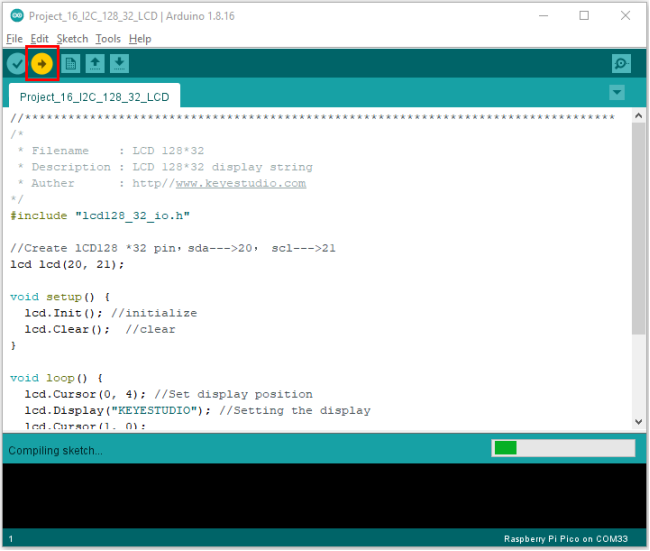 Project_16_I2C_128_32_LCD | Arduino 1.8.16
File Edit Sketch Tools Help
Project_16_I2C_128_32_LCD
//**********************************************************************************
/*
 * Filename    : LCD 128*32
 * Description : LCD 128*32 display string
 * Auther      : http//www.keyestudio.com
*/
#include "lcd128_32_io.h"
//Create lCD128 *32 pin，sda--->20， scl--->21
lcd lcd(20, 21);
void setup() {
  lcd.Init(); //initialize
  lcd.Clear();  //clear
}
void loop() {
  lcd.Cursor(0, 4); //Set display position
  lcd.Display("KEYESTUDIO"); //Setting the display
  lcd.Cursor(1, 0);
Compiling sketch...
1 Raspberry Pi Pico on COM33